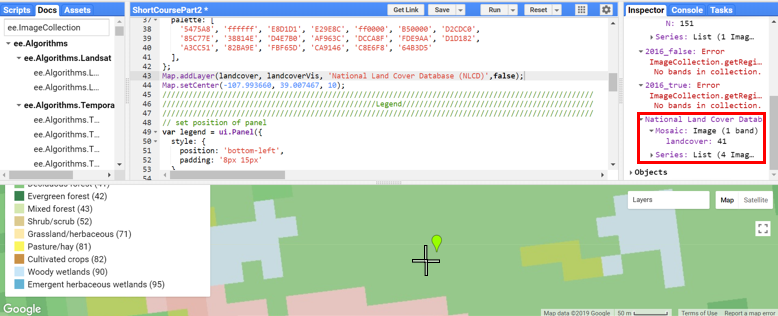 Scripts Docs Assets
ee.ImageCollection
ee.Algorithms
ee.Algorithms.Landsat
ee.Algorithms.L...
ee.Algorithms.L...
ee.Algorithms.Tempora
ee.Algorithms.T...
ee.Algorithms.T...
ee.Algorithms.T...
ee.Algorithms.T...
ShortCoursePart2 *
Get Link Save Run Reset
37 palette: [
38 '5475A8', 'ffffff', 'E8D1D1', 'E29E8C', 'ff0000', 'B50000', 'D2CDC0',
39 '85C77E', '38814E', 'D4E7B0', 'AF963C', 'DCCA8F', 'FDE9AA', 'D1D182',
40 'A3CC51', '82BA9E', 'FBF65D', 'CA9146', 'C8E6F8', '64B3D5'
41 ],
42 };
43 Map.addLayer(landcover, landcoverVis, 'National Land Cover Database (NLCD)',false);
44 Map.setCenter(-107.993660, 39.007467, 10);
45
46 Legend
47
48 // set position of panel
49 var legend = ui.Panel({
50 style: {
51 position: 'bottom-left',
52 padding: '8px 15px'
53 }
Inspector Console Tasks
N: 151
Series: List (1 Imag...
2016_false: Error
ImageCollection.getRegi...
No bands in collection.
2016_true: Error
ImageCollection.getRegi...
No bands in collection.
National Land Cover Datab
Mosaic: Image (1 band)
landcover: 41
Series: List (4 Imag...
Objects
Deciduous forest (41)
Evergreen forest (42)
Mixed forest (43)
Shrub/scrub (52)
Grassland/herbaceous (71)
Pasture/hay (81)
Cultivated crops (82)
Woody wetlands (90)
Emergent herbaceous wetlands (95)
Layers
Map Satellite
Google
Map data ©2019 Google 50 m Terms of Use Report a map error